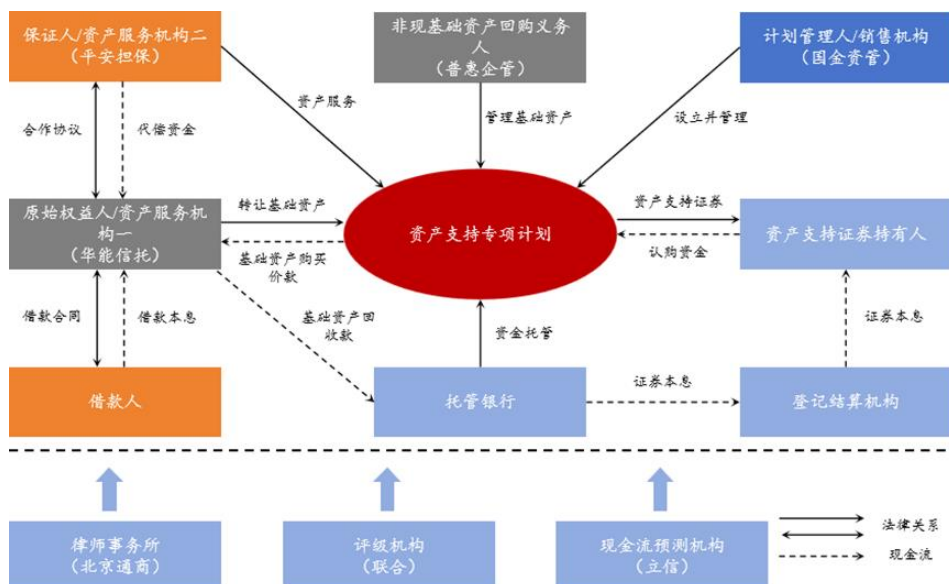 保证人/资产服务机构二
（平安担保）
非现基础资产回购义务
人
（普惠企管）
计划管理人/销售机构
（国金资管）
资产服务
合作协议
代偿资金
管理基础资产
设立并管理
原始权益人/资产服务机
构一
（华能信托）
转让基础资产
基础资产购买
价款
资产支持专项计划
资产支持证券
认购资金
资产支持证券持有人
借款合同
借款本息
基础资产回
收款
资金托管
证券本息
借款人
托管银行
证券本息
登记结算机构
律师事务所
（北京通商）
评级机构
（联合）
现金流预测机构
（立信）
法律关系
现金流